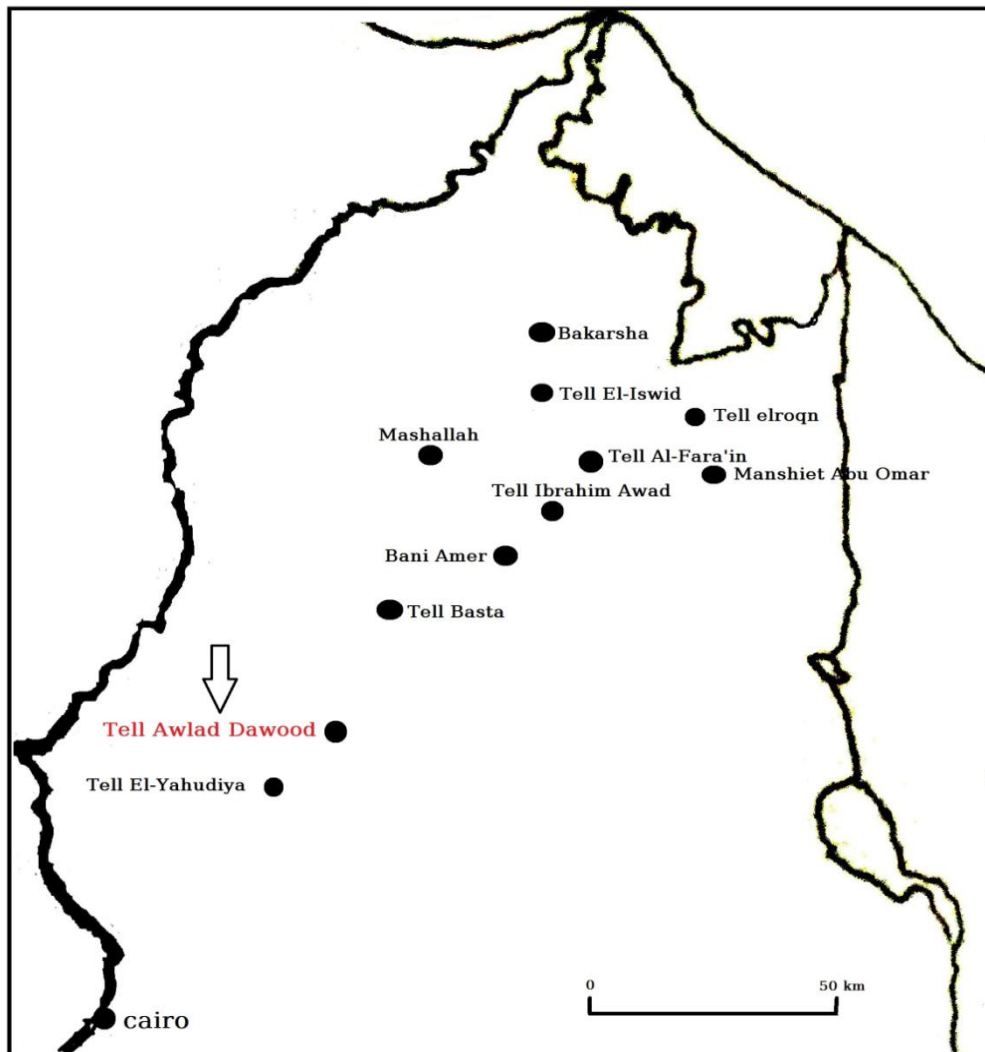 Bakarsha
Tell El-Iswid
Tell elroqn
Mashallah
Tell Al-Fara'in
Manshiet Abu Omar
Tell Ibrahim Awad
Bani Amer
Tell Basta
Tell Awlad Dawood
Tell El-Yahudiya
0 50 km
cairo